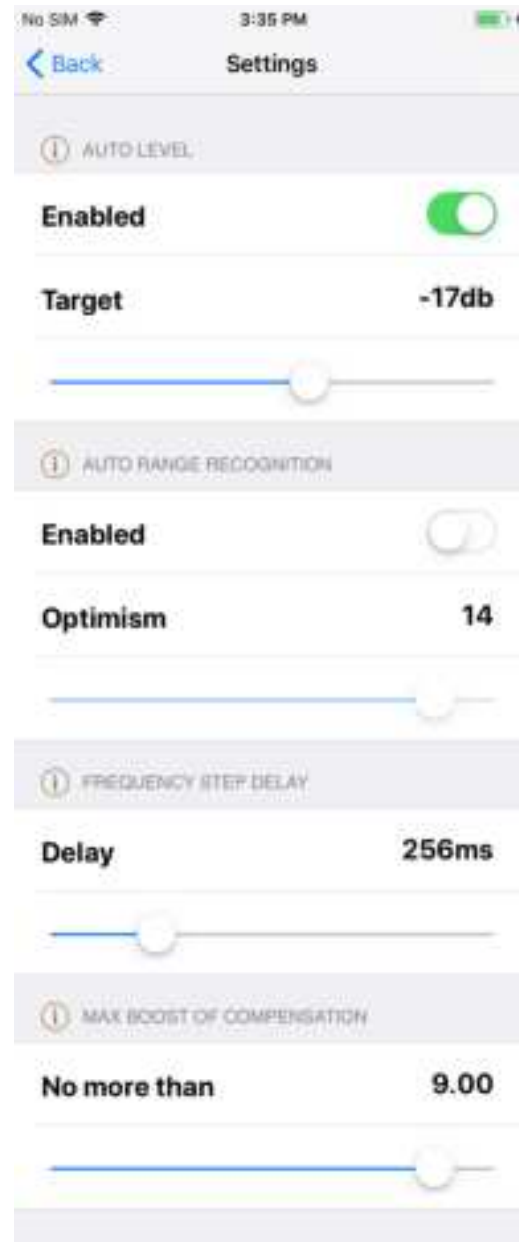 No SIM 3:35 PM
Back Settings
AUTO LEVEL
Enabled
Target -17db
AUTO RANGE RECOGNITION
Enabled
Optimism 14
FREQUENCY STEP DELAY
Delay 256ms
MAX BOOST OF COMPENSATION
No more than 9.00